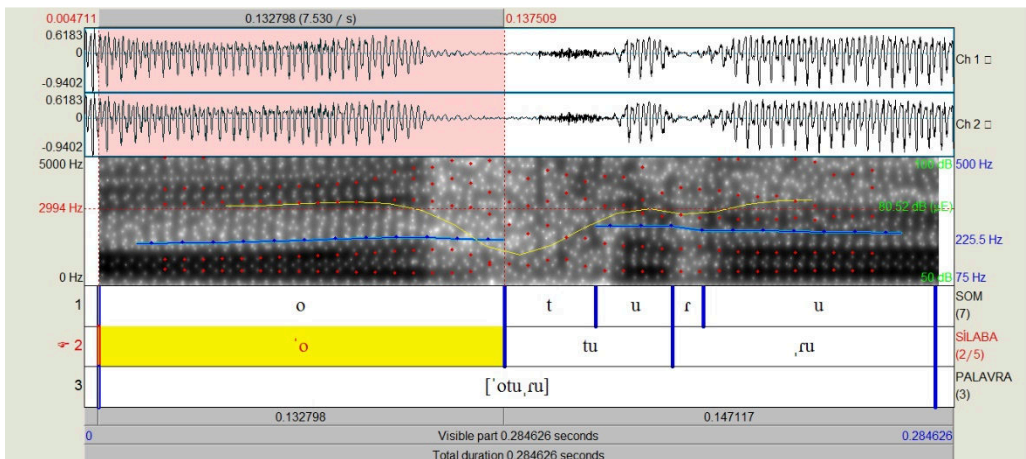 0.004711 0.132798 (7.530 / s) 0.137509
0.6183
0
-0.9402
Ch 1
0.6183
0
-0.9402
Ch 2
5000 Hz 100 dB 500 Hz
2994 Hz 80.52 dB (µE)
225.5 Hz
0 Hz 50 dB 75 Hz
1 o t u ɾ u SOM
(7)
2 ˈo tu ˌɾu SÍLABA
(2/5)
3 [ˈotuˌɾu] PALAVRA
(3)
0.132798 0.147117
0 Visible part 0.284626 seconds 0.284626
Total duration 0.284626 seconds